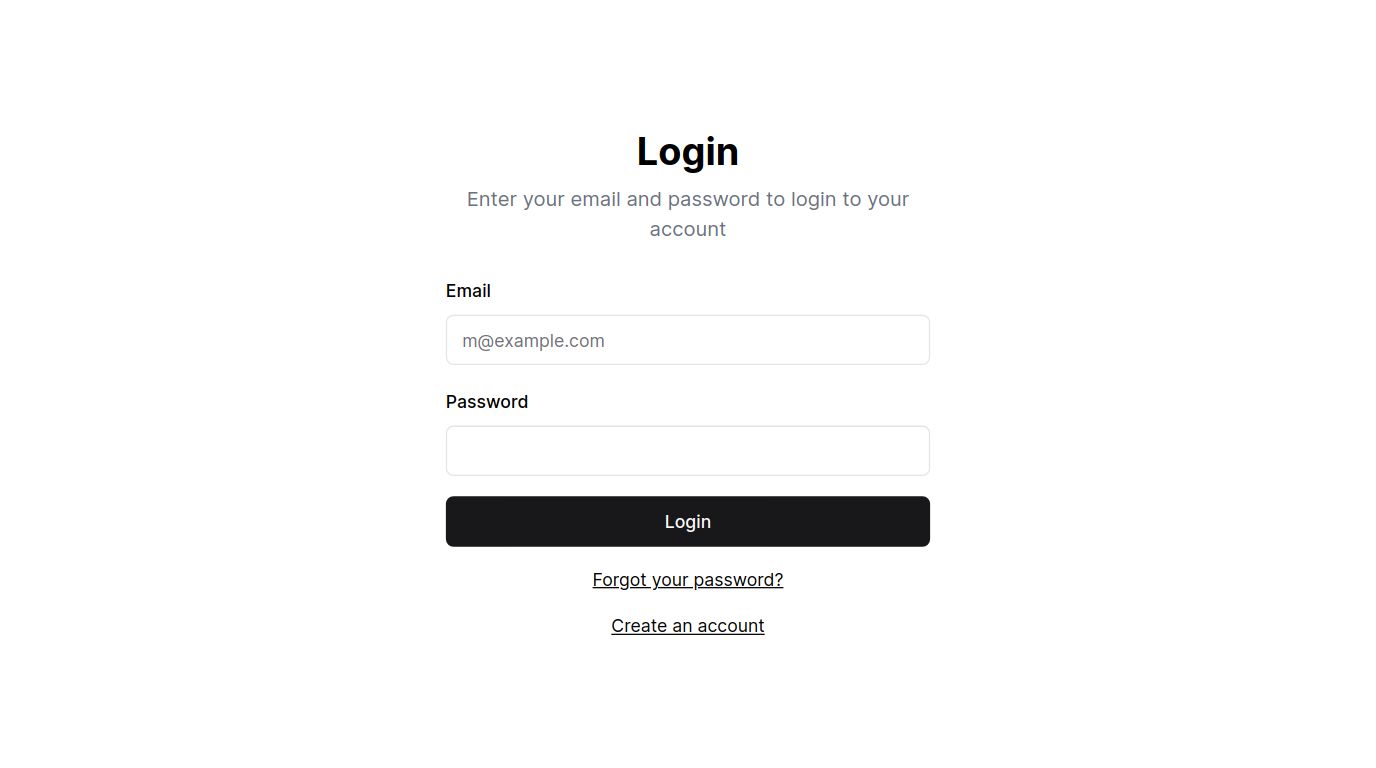 Login
Enter your email and password to login to your
account
Email
m@example.com
Password
Login
Forgot your password?
Create an account